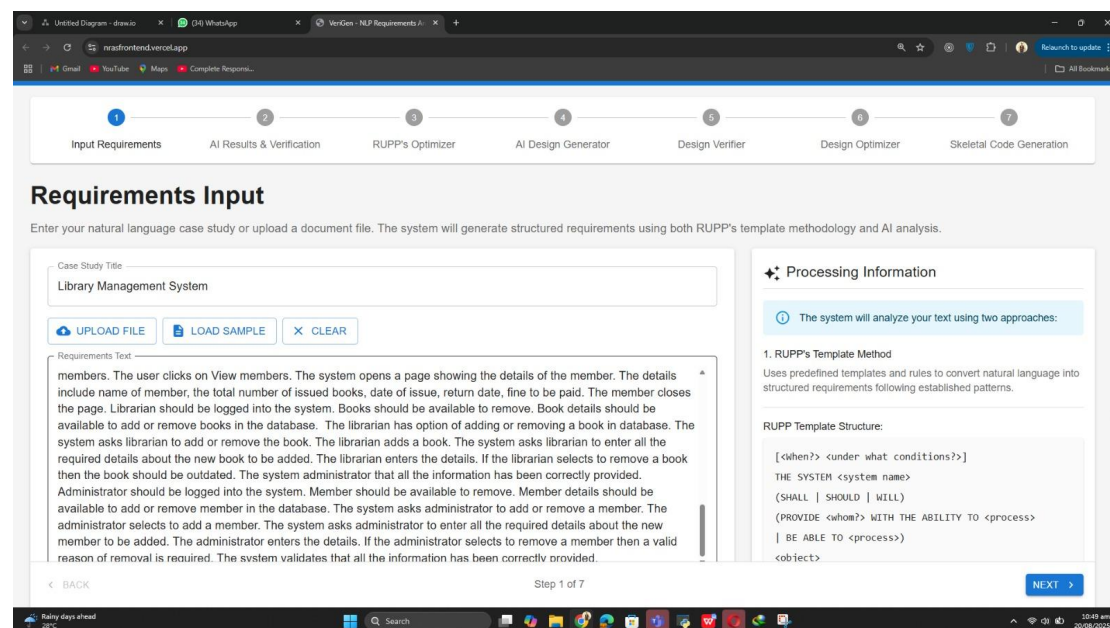 Untitled Diagram - draw.io
(34) WhatsApp
VeriGen - NLP Requirements An
nrasfrontend.vercel.app
Relaunch to update
Gmail
YouTube
Maps
Complete Responsi...
All Bookmark
1
2
3
4
5
6
7
Input Requirements
AI Results & Verification
RUPP's Optimizer
AI Design Generator
Design Verifier
Design Optimizer
Skeletal Code Generation
Requirements Input
Enter your natural language case study or upload a document file. The system will generate structured requirements using both RUPP's template methodology and AI analysis.
Case Study Title
Library Management System
UPLOAD FILE
LOAD SAMPLE
CLEAR
Requirements Text
members. The user clicks on View members. The system opens a page showing the details of the member. The details
include name of member, the total number of issued books, date of issue, return date, fine to be paid. The member closes
the page. Librarian should be logged into the system. Books should be available to remove. Book details should be
available to add or remove books in the database. The librarian has option of adding or removing a book in database. The
system asks librarian to add or remove the book. The librarian adds a book. The system asks librarian to enter all the
required details about the new book to be added. The librarian enters the details. If the librarian selects to remove a book
then the book should be outdated. The system administrator that all the information has been correctly provided.
Administrator should be logged into the system. Member should be available to remove. Member details should be
available to add or remove member in the database. The system asks administrator to add or remove a member. The
administrator selects to add a member. The system asks administrator to enter all the required details about the new
member to be added. The administrator enters the details. If the administrator selects to remove a member then a valid
reason of removal is required. The system validates that all the information has been correctly provided.
Processing Information
The system will analyze your text using two approaches:
1. RUPP's Template Method
Uses predefined templates and rules to convert natural language into
structured requirements following established patterns.
RUPP Template Structure:
[<When?> <under what conditions?>]
THE SYSTEM <system name>
(SHALL | SHOULD | WILL)
(PROVIDE <whom?> WITH THE ABILITY TO <process>
| BE ABLE TO <process>)
<object>
BACK
Step 1 of 7
NEXT
Rainy days ahead
28°C
Search
10:49 am
20/08/2025